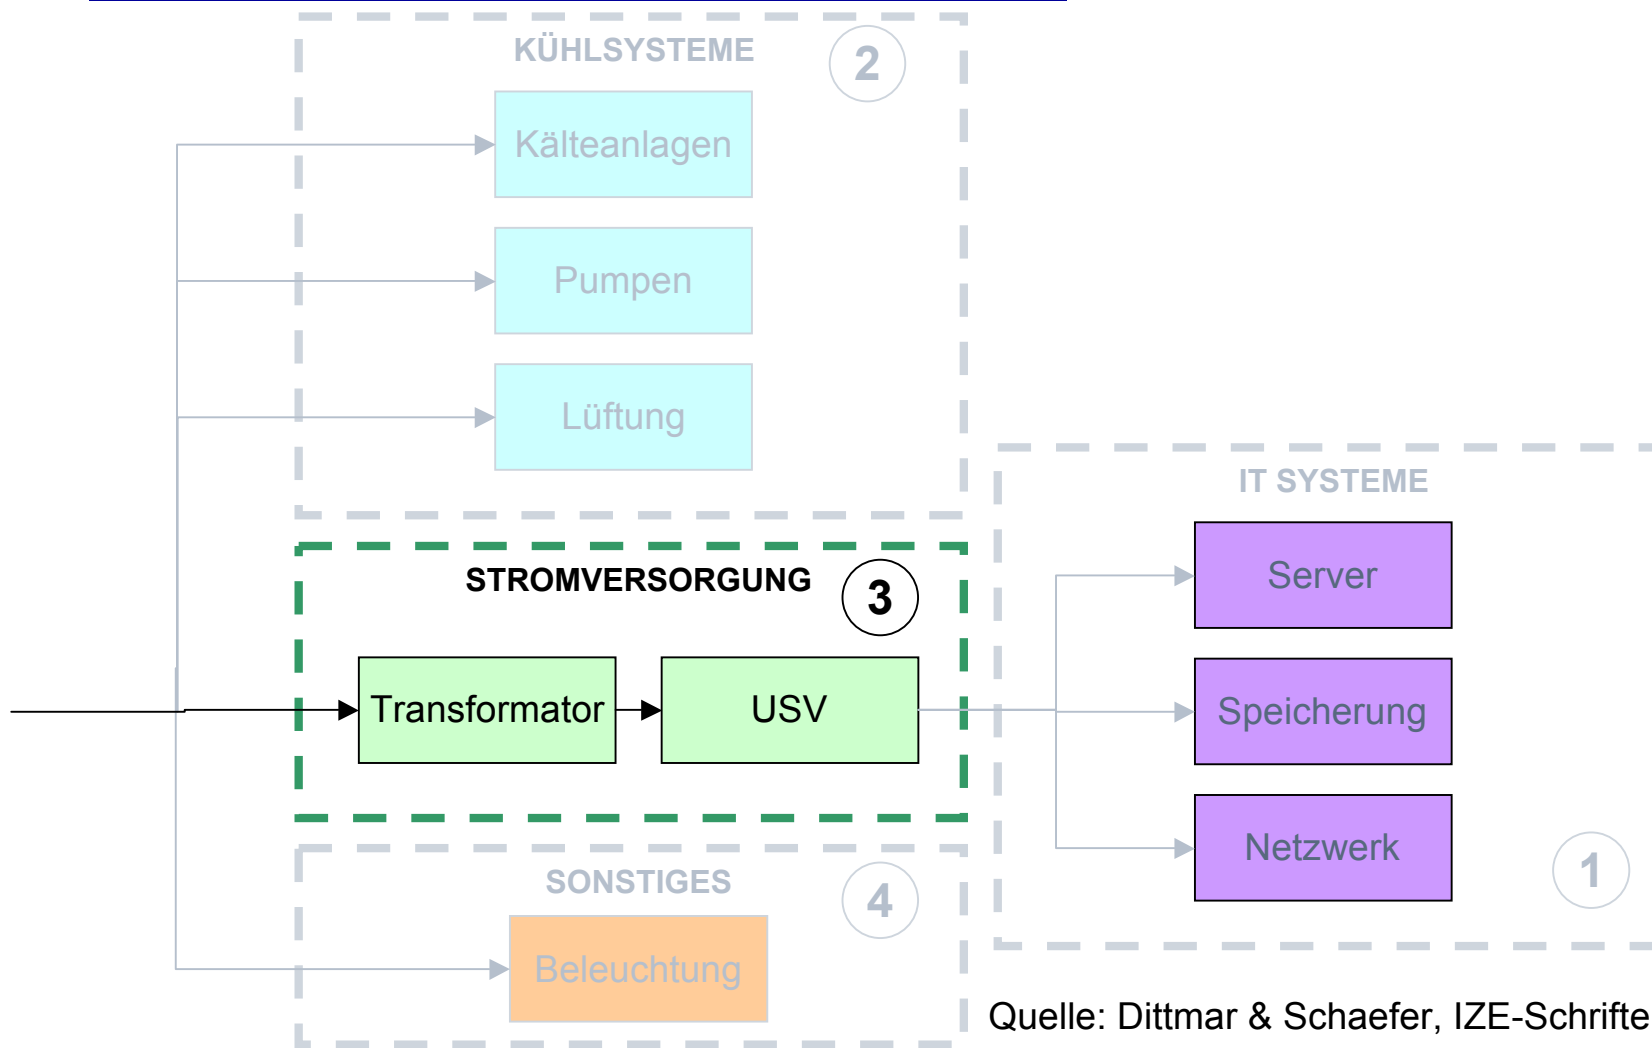 KÜHLSYSTEME
2
Kälteanlagen
Pumpen
Lüftung
IT SYSTEME
Server
STROMVERSORGUNG
3
Transformator
USV
Speicherung
Netzwerk
1
SONSTIGES
4
Beleuchtung
Quelle: Dittmar & Schaefer, IZE-Schrifte